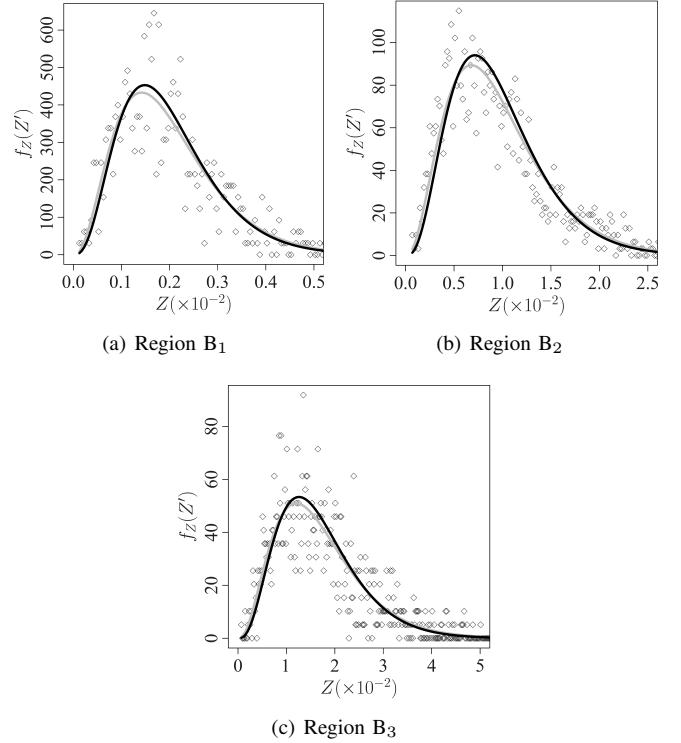 600
500
400
300
200
100
0
f_Z(Z′)
0.0 0.1 0.2 0.3 0.4 0.5
Z(×10⁻²)
(a) Region B₁
100
80
60
40
20
0
f_Z(Z′)
0.0 0.5 1.0 1.5 2.0 2.5
Z(×10⁻²)
(b) Region B₂
80
60
40
20
0
f_Z(Z′)
0 1 2 3 4 5
Z(×10⁻²)
(c) Region B₃